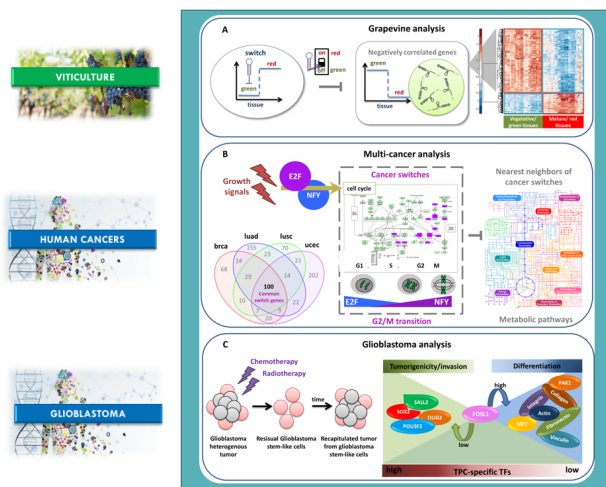 VITICULTURE
HUMAN CANCERS
GLIOBLASTOMA
A
Grapevine analysis
switch
red
green
tissue
on
off
red
green
Negatively correlated genes
red
green
tissue
Vegetative/
green tissues
Mature/ red
tissues
B
Multi-cancer analysis
Growth
signals
E2F
NFY
Cancer switches
cell cycle
G1
S
G2
M
E2F
NFY
G2/M transition
brca
luad
lusc
ucec
68
155
70
202
14
23
21
29
14
100
Common
switch genes
10
22
7
9
20
Nearest neighbors of
cancer switches
Metabolic pathways
C
Glioblastoma analysis
Chemotherapy
Radiotherapy
time
Glioblastoma
heterogenous
tumor
Resisual Glioblastoma
stem-like cells
Recapitulated tumor
from glioblastoma
stem-like cells
Tumorigenicity/invasion
Differentiation
SALL2
SOX2
OLIG2
POU3F2
FOSL1
high
low
PAK1
Collagen
Integrin
Actin
MET
Fibronectin
Vinculin
high
low
TPC-specific TFs